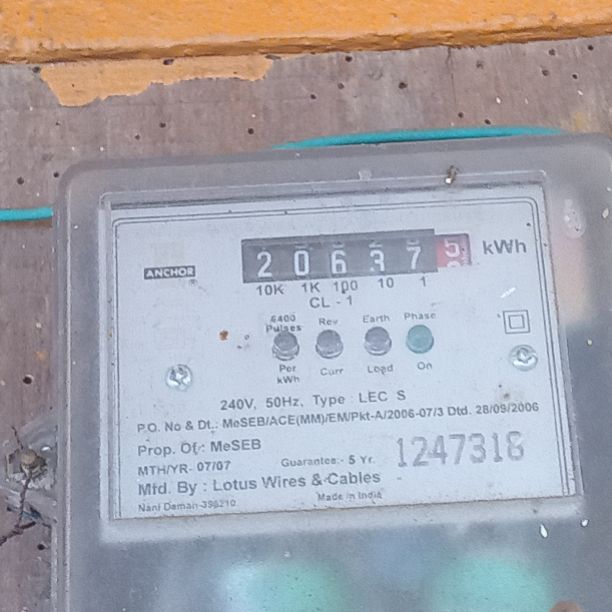 ANCHOR
2 0 6 3 7 5 kWh
10K 1K 100 10 1
CL - 1
6400 Pulses Rev Earth Phase
Per kWh Curr Load On
240V, 50Hz, Type : LEC S
P.O. No & Dt.: MeSEB/ACE(MM)/EM/Pkt-A/2006-07/3 Dtd. 28/09/2006
Prop. Of : MeSEB
MTH/YR- 07/07 Guarantee:- 5 Yr. 1247318
Mfd. By : Lotus Wires & Cables
Nani Daman-396210 Made in India